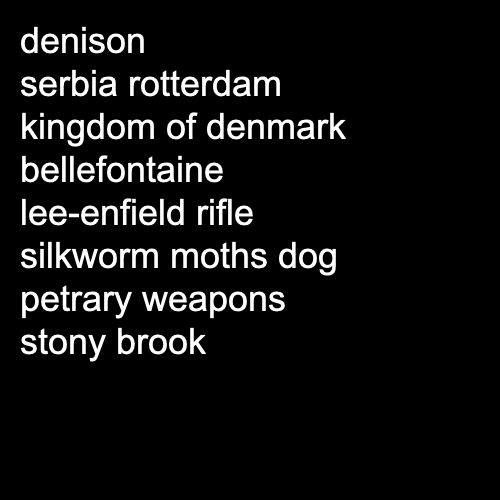 denison
serbia rotterdam
kingdom of denmark
bellefontaine
lee-enfield rifle
silkworm moths dog
petrary weapons
stony brook